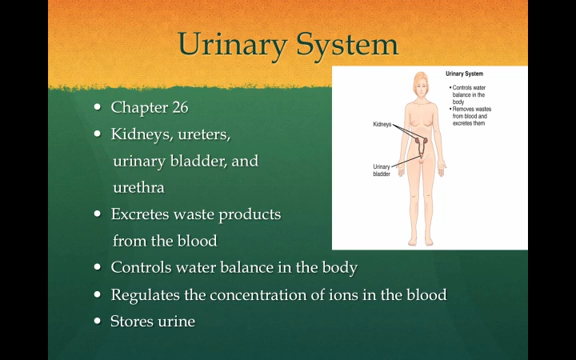 Urinary System
• Chapter 26
• Kidneys, ureters,
urinary bladder, and
urethra
• Excretes waste products
from the blood
• Controls water balance in the body
• Regulates the concentration of ions in the blood
• Stores urine
Urinary System
• Controls water
balance in the
body
• Removes wastes
from blood and
excretes them
Kidneys
Urinary
bladder